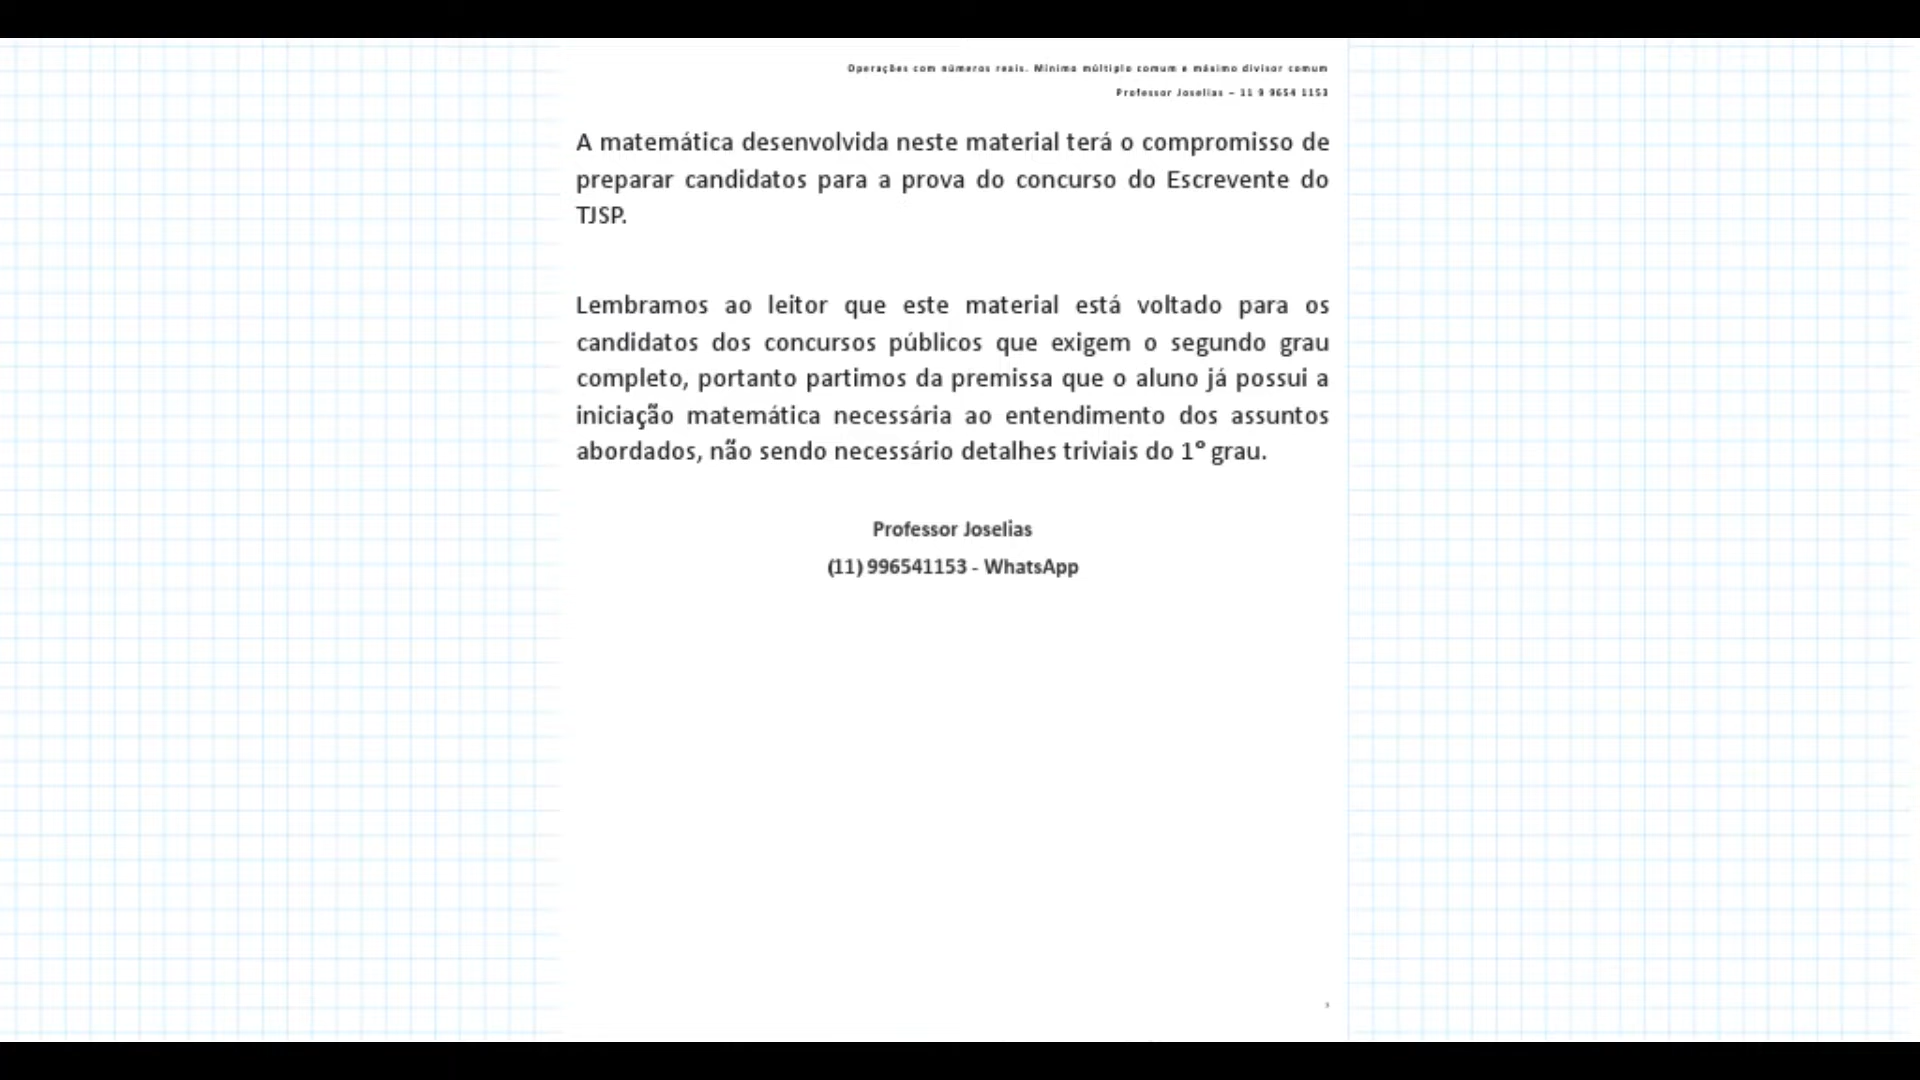 Operações com números reais. Mínimo múltiplo comum e máximo divisor comum
Professor Joselias – 11 9 9654 1153
A matemática desenvolvida neste material terá o compromisso de
preparar candidatos para a prova do concurso do Escrevente do
TJSP.
Lembramos ao leitor que este material está voltado para os
candidatos dos concursos públicos que exigem o segundo grau
completo, portanto partimos da premissa que o aluno já possui a
iniciação matemática necessária ao entendimento dos assuntos
abordados, não sendo necessário detalhes triviais do 1° grau.
Professor Joselias
(11) 996541153 - WhatsApp